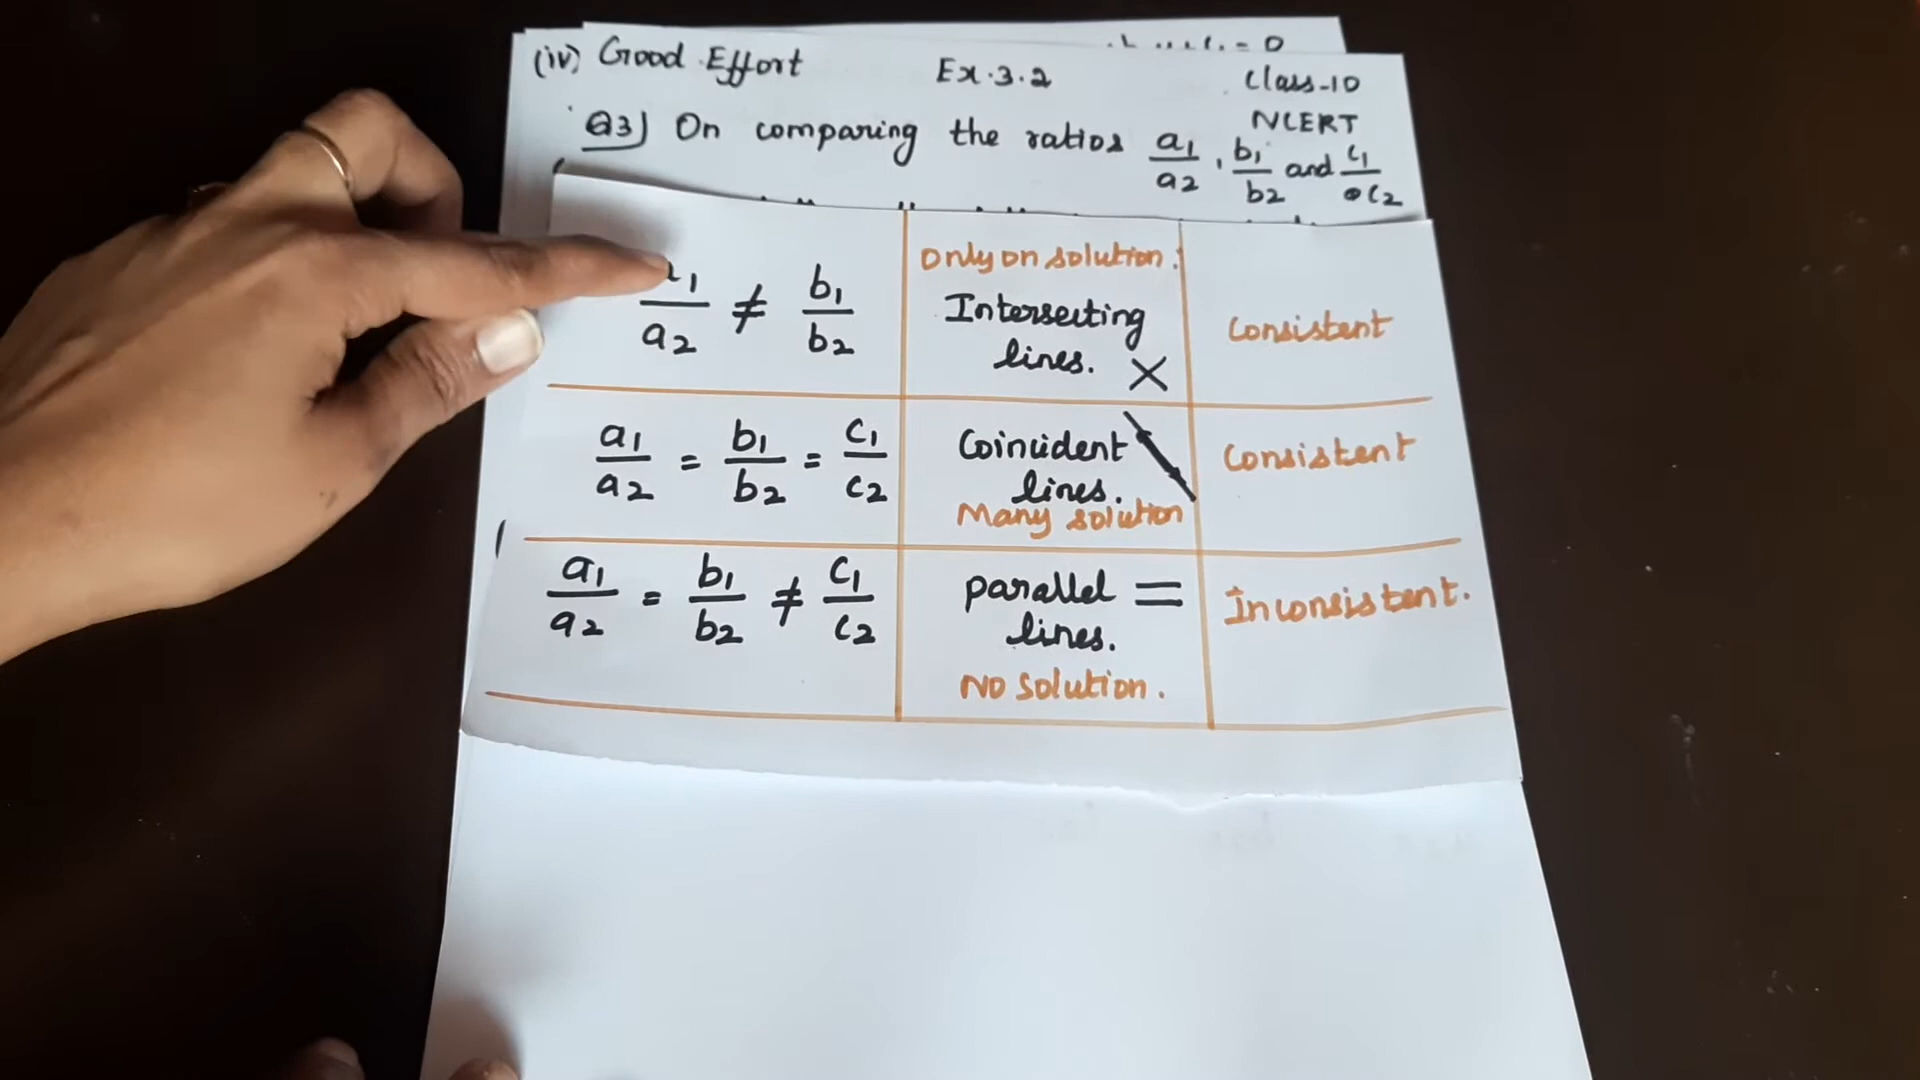 (iv) Good Effort Ex.3.2 Class-10
NCERT
Q3) On comparing the ratios a1/a2, b1/b2 and c1/c2
a1/a2 ≠ b1/b2
Only on solution.
Intersecting
lines.
Consistent
a1/a2 = b1/b2 = c1/c2
Coincident
lines.
Many solution
Consistent
a1/a2 = b1/b2 ≠ c1/c2
parallel
lines.
No solution.
Inconsistent.